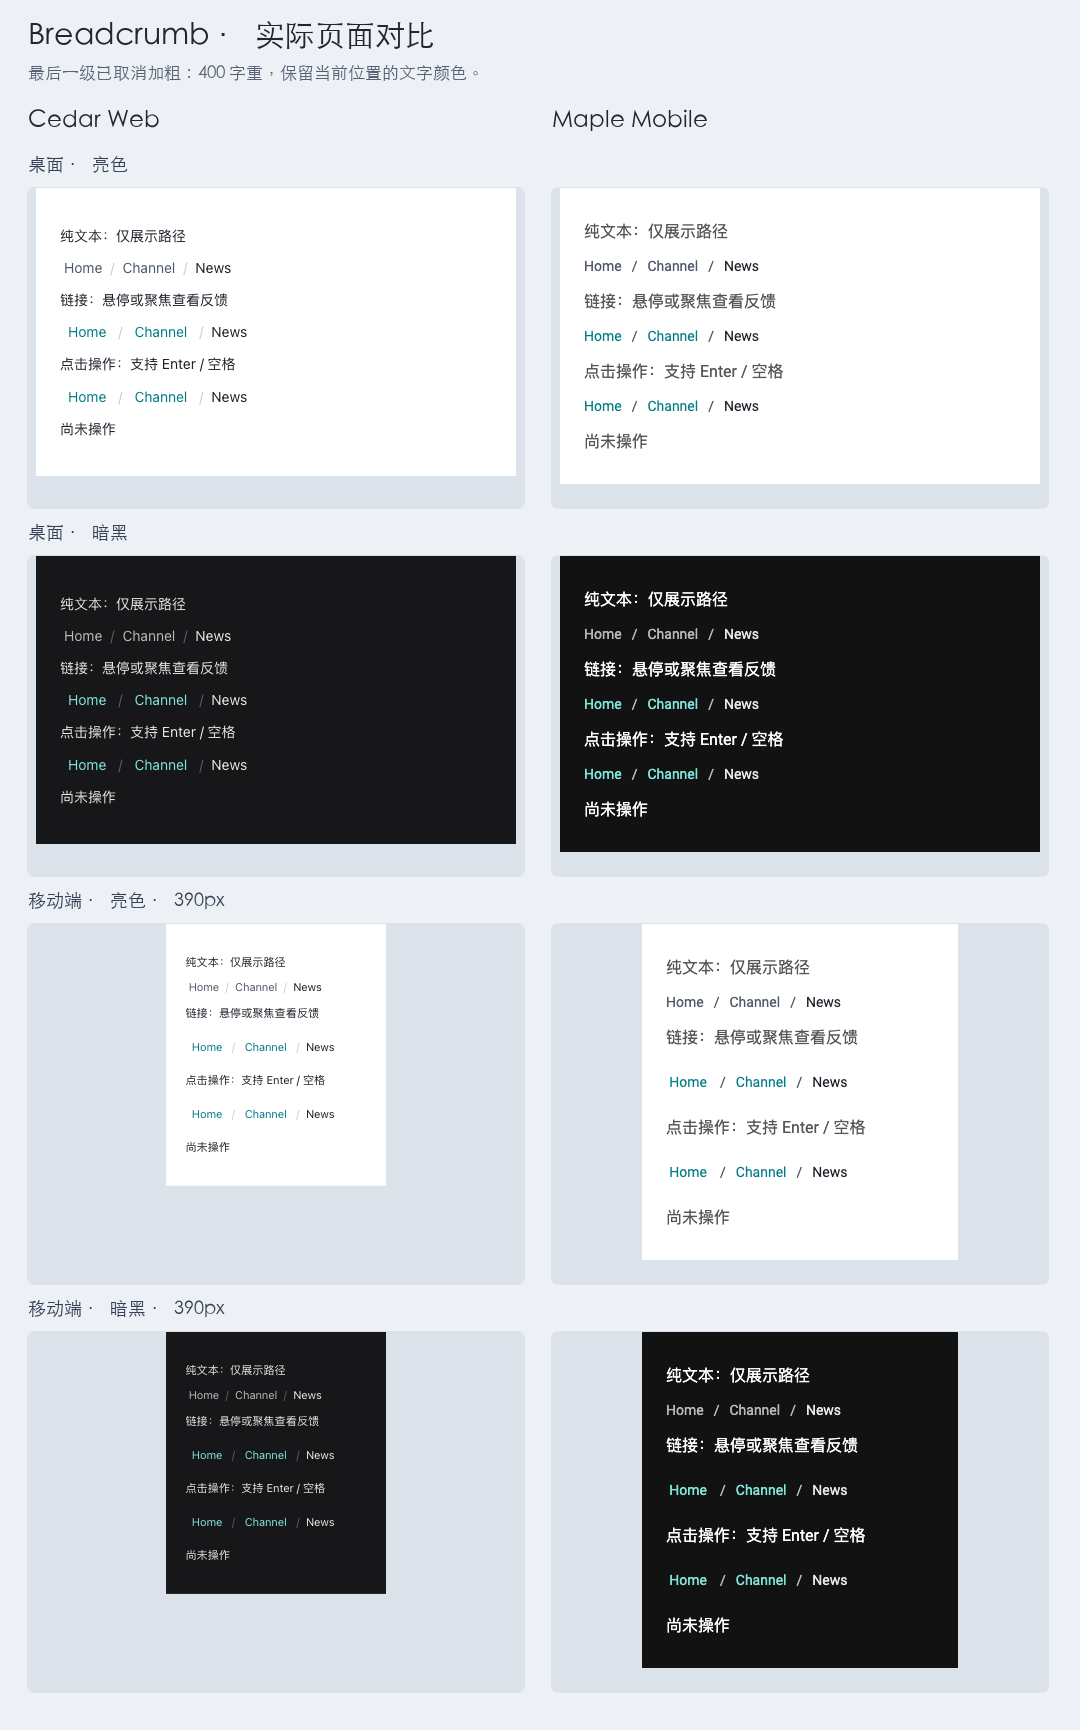 Breadcrumb · 实际页面对比
最后一级已取消加粗：400 字重，保留当前位置的文字颜色。
Cedar Web
桌面 · 亮色
纯文本：仅展示路径
Home / Channel / News
链接：悬停或聚焦查看反馈
Home / Channel / News
点击操作：支持 Enter / 空格
Home / Channel / News
尚未操作
桌面 · 暗黑
纯文本：仅展示路径
Home / Channel / News
链接：悬停或聚焦查看反馈
Home / Channel / News
点击操作：支持 Enter / 空格
Home / Channel / News
尚未操作
移动端 · 亮色 · 390px
纯文本：仅展示路径
Home / Channel / News
链接：悬停或聚焦查看反馈
Home / Channel / News
点击操作：支持 Enter / 空格
Home / Channel / News
尚未操作
移动端 · 暗黑 · 390px
纯文本：仅展示路径
Home / Channel / News
链接：悬停或聚焦查看反馈
Home / Channel / News
点击操作：支持 Enter / 空格
Home / Channel / News
尚未操作
Maple Mobile
纯文本：仅展示路径
Home / Channel / News
链接：悬停或聚焦查看反馈
Home / Channel / News
点击操作：支持 Enter / 空格
Home / Channel / News
尚未操作
纯文本：仅展示路径
Home / Channel / News
链接：悬停或聚焦查看反馈
Home / Channel / News
点击操作：支持 Enter / 空格
Home / Channel / News
尚未操作
纯文本：仅展示路径
Home / Channel / News
链接：悬停或聚焦查看反馈
Home / Channel / News
点击操作：支持 Enter / 空格
Home / Channel / News
尚未操作
纯文本：仅展示路径
Home / Channel / News
链接：悬停或聚焦查看反馈
Home / Channel / News
点击操作：支持 Enter / 空格
Home / Channel / News
尚未操作